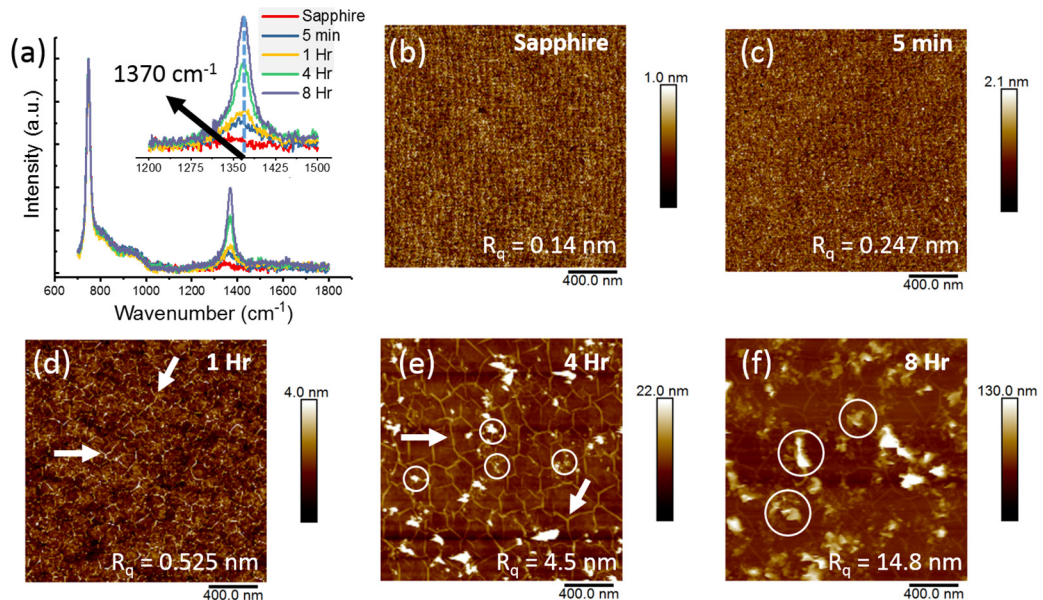 (a)
Sapphire
5 min
1 Hr
4 Hr
8 Hr
1370 cm⁻¹
1200 1275 1350 1425 1500
Intensity (a.u.)
600 800 1000 1200 1400 1600 1800
Wavenumber (cm⁻¹)
(b)
Sapphire
1.0 nm
Rq = 0.14 nm
400.0 nm
(c)
5 min
2.1 nm
Rq = 0.247 nm
400.0 nm
(d)
1 Hr
4.0 nm
Rq = 0.525 nm
400.0 nm
(e)
4 Hr
22.0 nm
Rq = 4.5 nm
400.0 nm
(f)
8 Hr
130.0 nm
Rq = 14.8 nm
400.0 nm